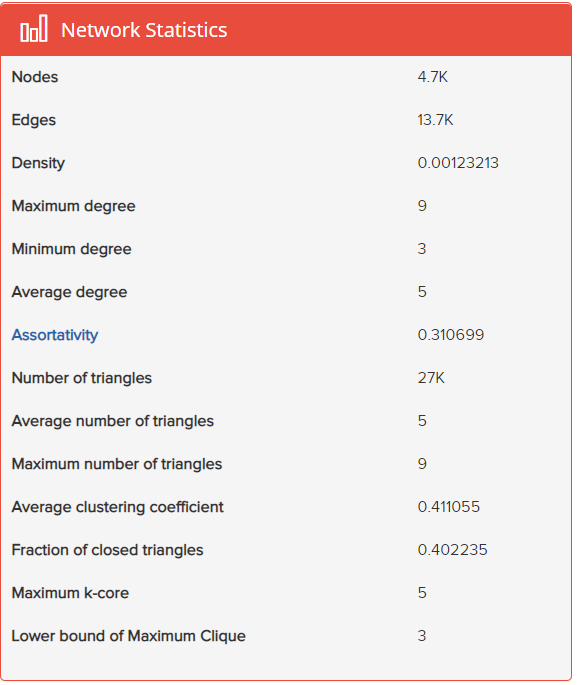 Network Statistics
Nodes 4.7K
Edges 13.7K
Density 0.00123213
Maximum degree 9
Minimum degree 3
Average degree 5
Assortativity 0.310699
Number of triangles 27K
Average number of triangles 5
Maximum number of triangles 9
Average clustering coefficient 0.411055
Fraction of closed triangles 0.402235
Maximum k-core 5
Lower bound of Maximum Clique 3